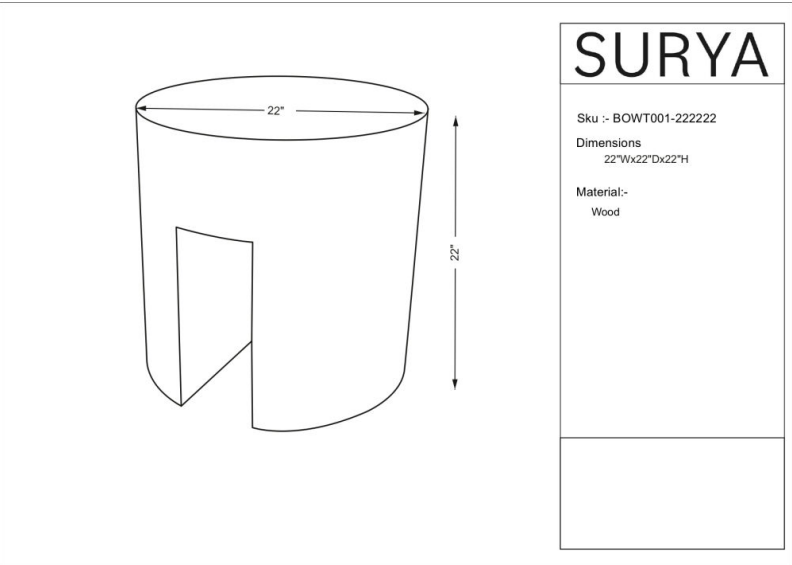 22"
22"
SURYA
Sku :- BOWT001-222222
Dimensions
22"Wx22"Dx22"H
Material:-
Wood